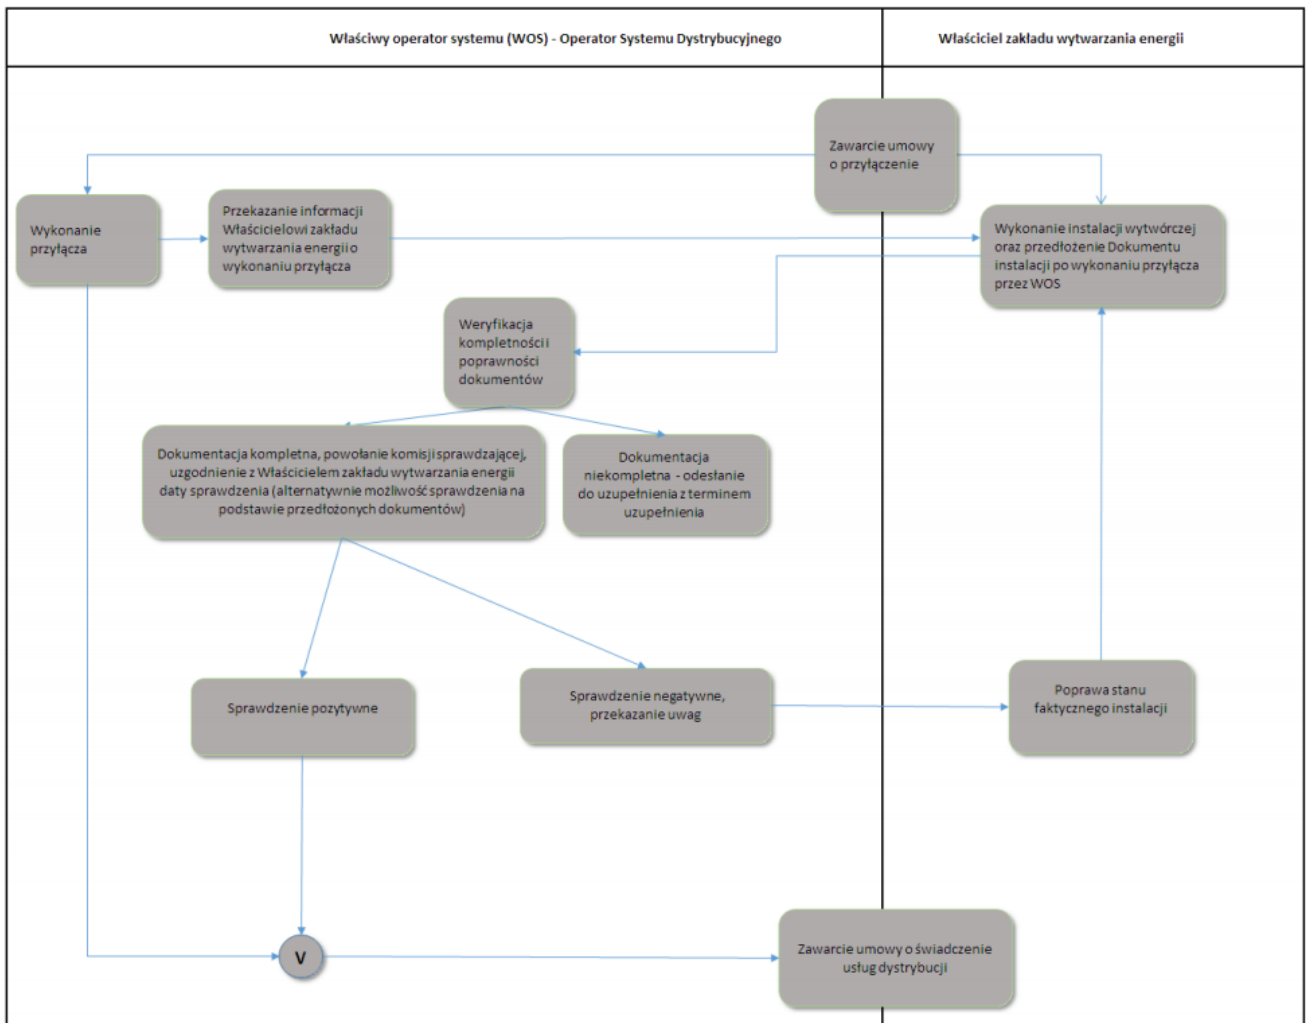 Właściwy operator systemu (WOS) - Operator Systemu Dystrybucyjnego
Właściciel zakładu wytwarzania energii
Zawarcie umowy
o przyłączenie
Wykonanie
przyłącza
Przekazanie informacji
Właścicielowi zakładu
wytwarzania energii o
wykonaniu przyłącza
Wykonanie instalacji wytwórczej
oraz przedłożenie Dokumentu
instalacji po wykonaniu przyłącza
przez WOS
Weryfikacja
kompletności i
poprawności
dokumentów
Dokumentacja kompletna, powołanie komisji sprawdzającej,
uzgodnienie z Właścicielem zakładu wytwarzania energii
daty sprawdzenia (alternatywnie możliwość sprawdzenia na
podstawie przedłożonych dokumentów)
Dokumentacja
niekompletna - odesłanie
do uzupełnienia z terminem
uzupełnienia
Sprawdzenie pozytywne
Sprawdzenie negatywne,
przekazanie uwag
Poprawa stanu
faktycznego instalacji
V
Zawarcie umowy o świadczenie
usług dystrybucji